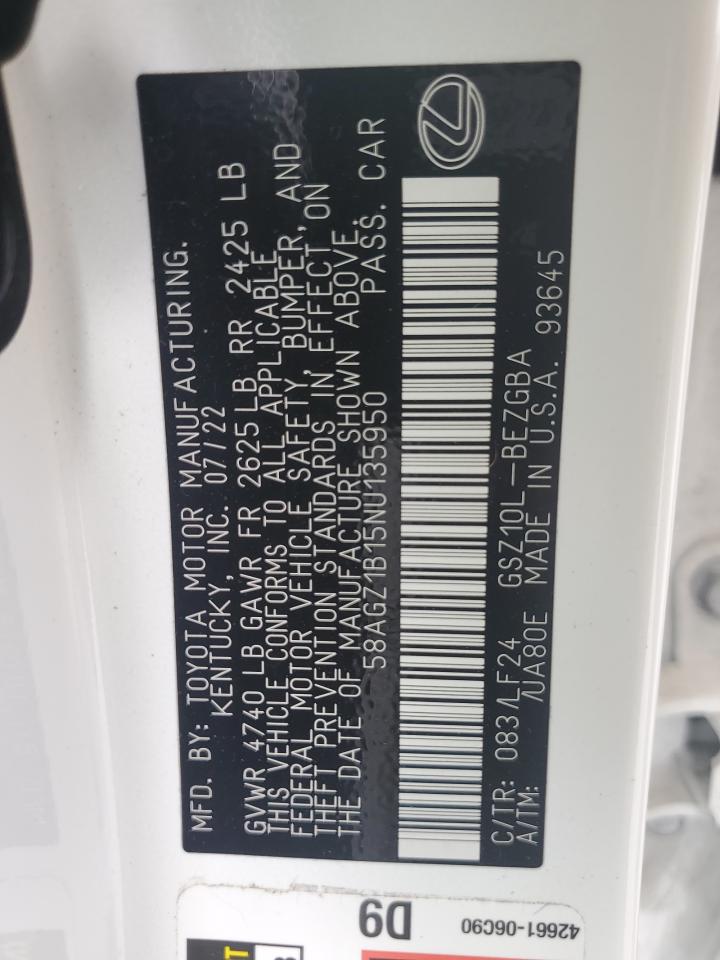 MFD. BY: TOYOTA MOTOR MANUFACTURING.
KENTUCKY, INC. 07/22
GVWR 4740 LB GAWR FR 2625 LB RR 2425 LB
THIS VEHICLE CONFORMS TO ALL APPLICABLE
FEDERAL MOTOR VEHICLE SAFETY, BUMPER, AND
THEFT PREVENTION STANDARDS IN EFFECT ON
THE DATE OF MANUFACTURE SHOWN ABOVE.
58AGZ1B15NU135950 PASS. CAR
C/TR: 083/LF24 GSZ10L-BEZGBA
A/TM: /UA80E MADE IN U.S.A. 93645
42661-06C90
D9